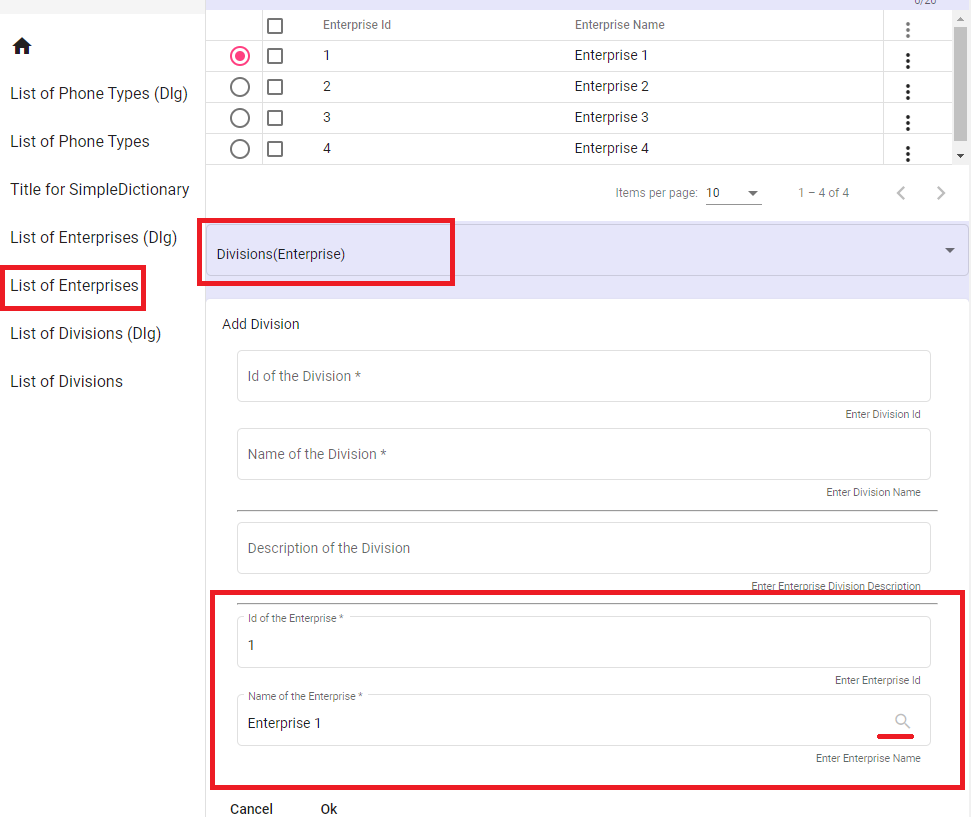 List of Phone Types (Dlg)
List of Phone Types
Title for SimpleDictionary
List of Enterprises (Dlg)
List of Enterprises
List of Divisions (Dlg)
List of Divisions
Enterprise Id Enterprise Name
1 Enterprise 1
2 Enterprise 2
3 Enterprise 3
4 Enterprise 4
Items per page: 10 1 – 4 of 4
Divisions(Enterprise)
Add Division
Id of the Division *
Enter Division Id
Name of the Division *
Enter Division Name
Description of the Division
Enter Enterprise Division Description
Id of the Enterprise *
1
Enter Enterprise Id
Name of the Enterprise *
Enterprise 1
Enter Enterprise Name
Cancel Ok